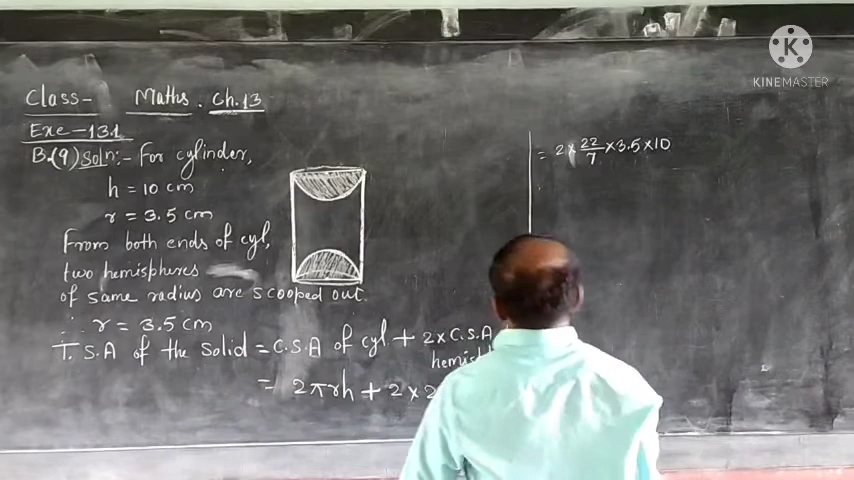 Class- Maths. Ch.13
Exe-13.1
B.(9) Soln:- For cylinder,
h = 10 cm
r = 3.5 cm
From both ends of cyl,
two hemispheres
of same radius are scooped out.
∴ r = 3.5 cm
T. S.A of the Solid = C.S.A of cyl + 2x C.S.A
= 2πrh + 2 × 2
= 2 × 22/7 × 3.5 × 10
K
KINEMASTER